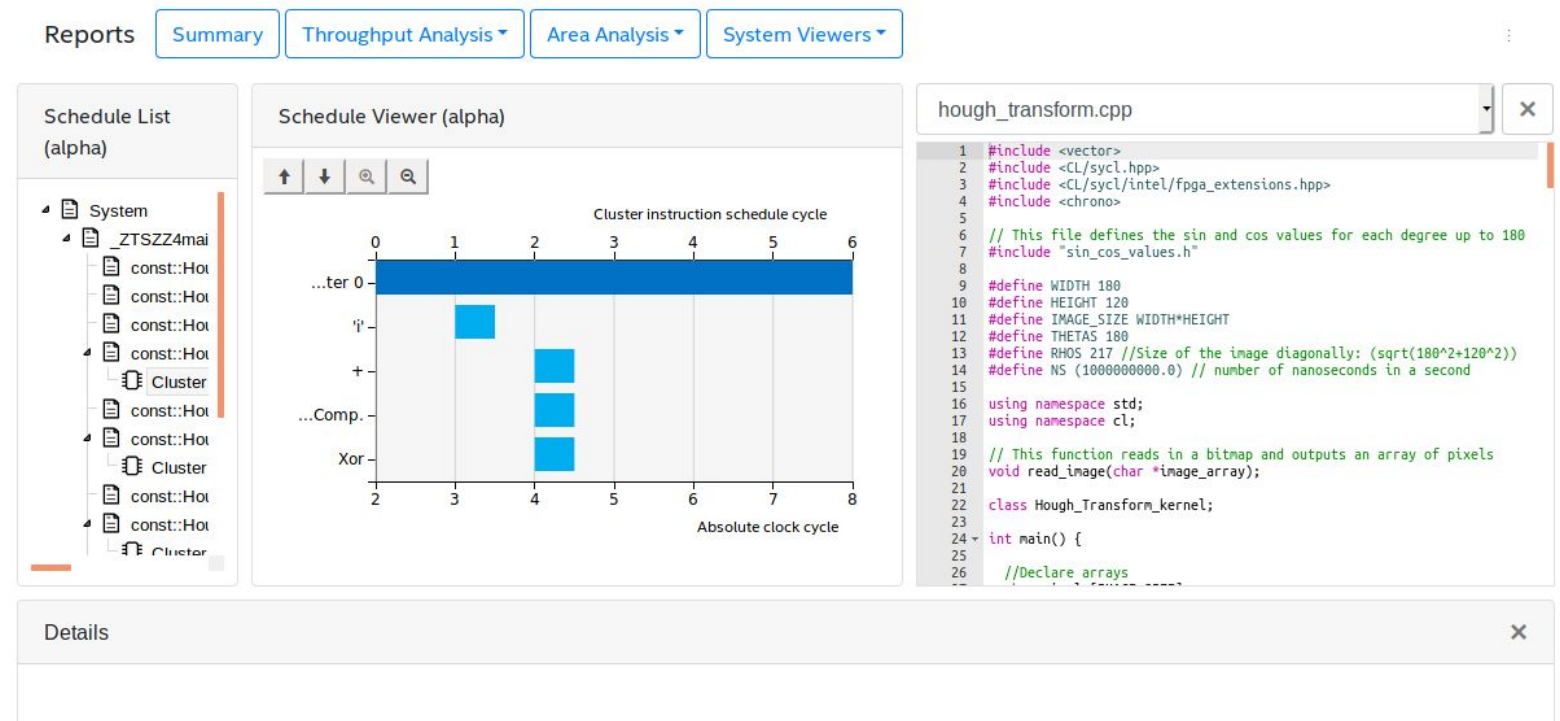 Reports Summary Throughput Analysis Area Analysis System Viewers
Schedule List
(alpha)
System
_ZTSZZ4mai
const::Hou
const::Hou
const::Hou
const::Hou
Cluster
const::Hou
const::Hou
Cluster
const::Hou
const::Hou
Cluster
Schedule Viewer (alpha)
Cluster instruction schedule cycle
0 1 2 3 4 5 6
...ter 0
'i'
+
...Comp.
Xor
2 3 4 5 6 7 8
Absolute clock cycle
hough_transform.cpp
1 #include <vector>
2 #include <CL/sycl.hpp>
3 #include <CL/sycl/intel/fpga_extensions.hpp>
4 #include <chrono>
5
6 // This file defines the sin and cos values for each degree up to 180
7 #include "sin_cos_values.h"
8
9 #define WIDTH 180
10 #define HEIGHT 120
11 #define IMAGE_SIZE WIDTH*HEIGHT
12 #define THETAS 180
13 #define RHOS 217 //Size of the image diagonally: (sqrt(180^2+120^2))
14 #define NS (1000000000.0) // number of nanoseconds in a second
15
16 using namespace std;
17 using namespace cl;
18
19 // This function reads in a bitmap and outputs an array of pixels
20 void read_image(char *image_array);
21
22 class Hough_Transform_kernel;
23
24 int main() {
25
26 //Declare arrays
Details